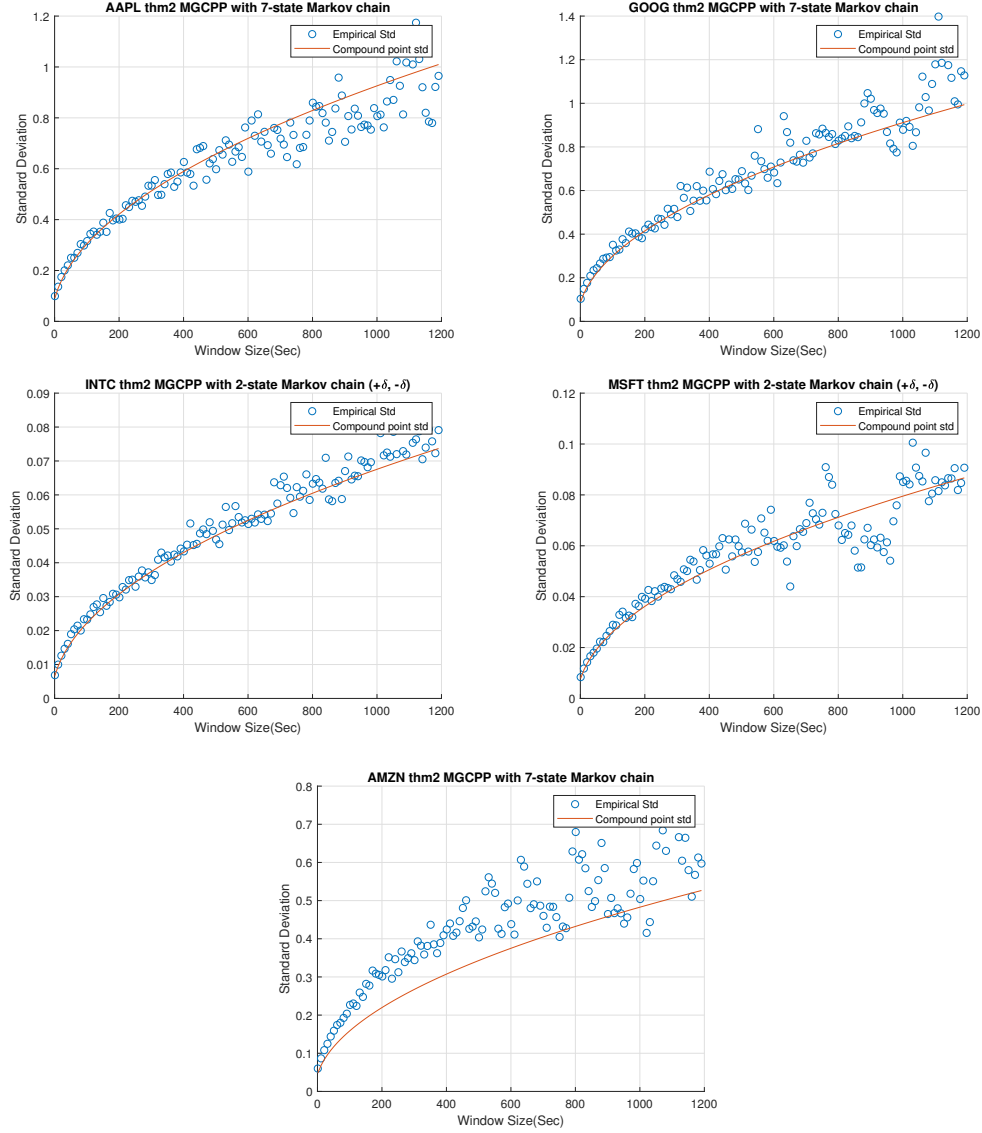 AAPL thm2 MGCPP with 7-state Markov chain
1.2
1
0.8
0.6
0.4
0.2
0
Standard Deviation
Empirical Std
Compound point std
0 200 400 600 800 1000 1200
Window Size(Sec)
GOOG thm2 MGCPP with 7-state Markov chain
1.4
1.2
1
0.8
0.6
0.4
0.2
0
Standard Deviation
Empirical Std
Compound point std
0 200 400 600 800 1000 1200
Window Size(Sec)
INTC thm2 MGCPP with 2-state Markov chain (+δ, -δ)
0.09
0.08
0.07
0.06
0.05
0.04
0.03
0.02
0.01
0
Standard Deviation
Empirical Std
Compound point std
0 200 400 600 800 1000 1200
Window Size(Sec)
MSFT thm2 MGCPP with 2-state Markov chain (+δ, -δ)
0.12
0.1
0.08
0.06
0.04
0.02
0
Standard Deviation
Empirical Std
Compound point std
0 200 400 600 800 1000 1200
Window Size(Sec)
AMZN thm2 MGCPP with 7-state Markov chain
0.8
0.7
0.6
0.5
0.4
0.3
0.2
0.1
0
Standard Deviation
Empirical Std
Compound point std
0 200 400 600 800 1000 1200
Window Size(Sec)